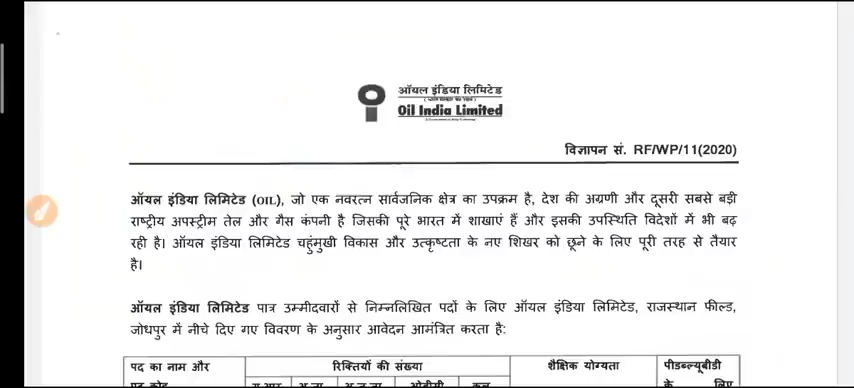 ऑयल इंडिया लिमिटेड
Oil India Limited
विज्ञापन सं. RF/WP/11(2020)
ऑयल इंडिया लिमिटेड (OIL), जो एक नवरत्न सार्वजनिक क्षेत्र का उपक्रम है, देश की अग्रणी और दूसरी सबसे बड़ी
राष्ट्रीय अपस्ट्रीम तेल और गैस कंपनी है जिसकी पूरे भारत में शाखाएं हैं और इसकी उपस्थिति विदेशों में भी बढ़
रही है। ऑयल इंडिया लिमिटेड चहुंमुखी विकास और उत्कृष्टता के नए शिखर को छूने के लिए पूरी तरह से तैयार
है।
ऑयल इंडिया लिमिटेड पात्र उम्मीदवारों से निम्नलिखित पदों के लिए ऑयल इंडिया लिमिटेड, राजस्थान फील्ड,
जोधपुर में नीचे दिए गए विवरण के अनुसार आवेदन आमंत्रित करता है:
पद का नाम और रिक्तियों की संख्या शैक्षिक योग्यता पीडब्ल्यूबीडी
के लिए